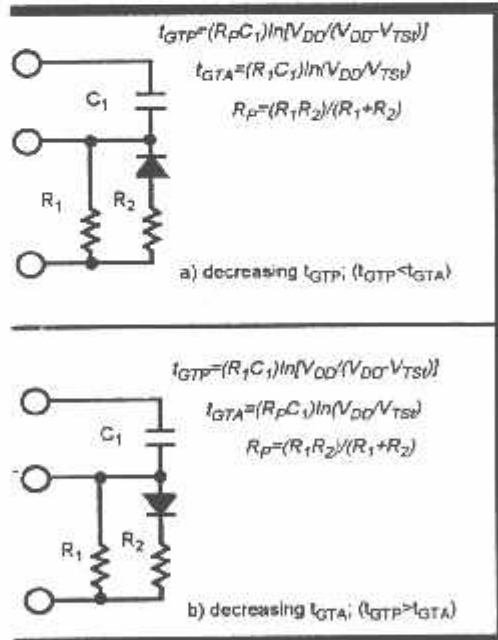 t_GTP=(R_PC_1)ln[V_DD/(V_DD-V_TSt)]
t_GTA=(R_1C_1)ln(V_DD/V_TSt)
R_P=(R_1R_2)/(R_1+R_2)
C_1
R_1
R_2
a) decreasing t_GTP; (t_GTP<t_GTA)
t_GTP=(R_1C_1)ln[V_DD/(V_DD-V_TSt)]
t_GTA=(R_PC_1)ln(V_DD/V_TSt)
R_P=(R_1R_2)/(R_1+R_2)
C_1
R_1
R_2
b) decreasing t_GTA; (t_GTP>t_GTA)